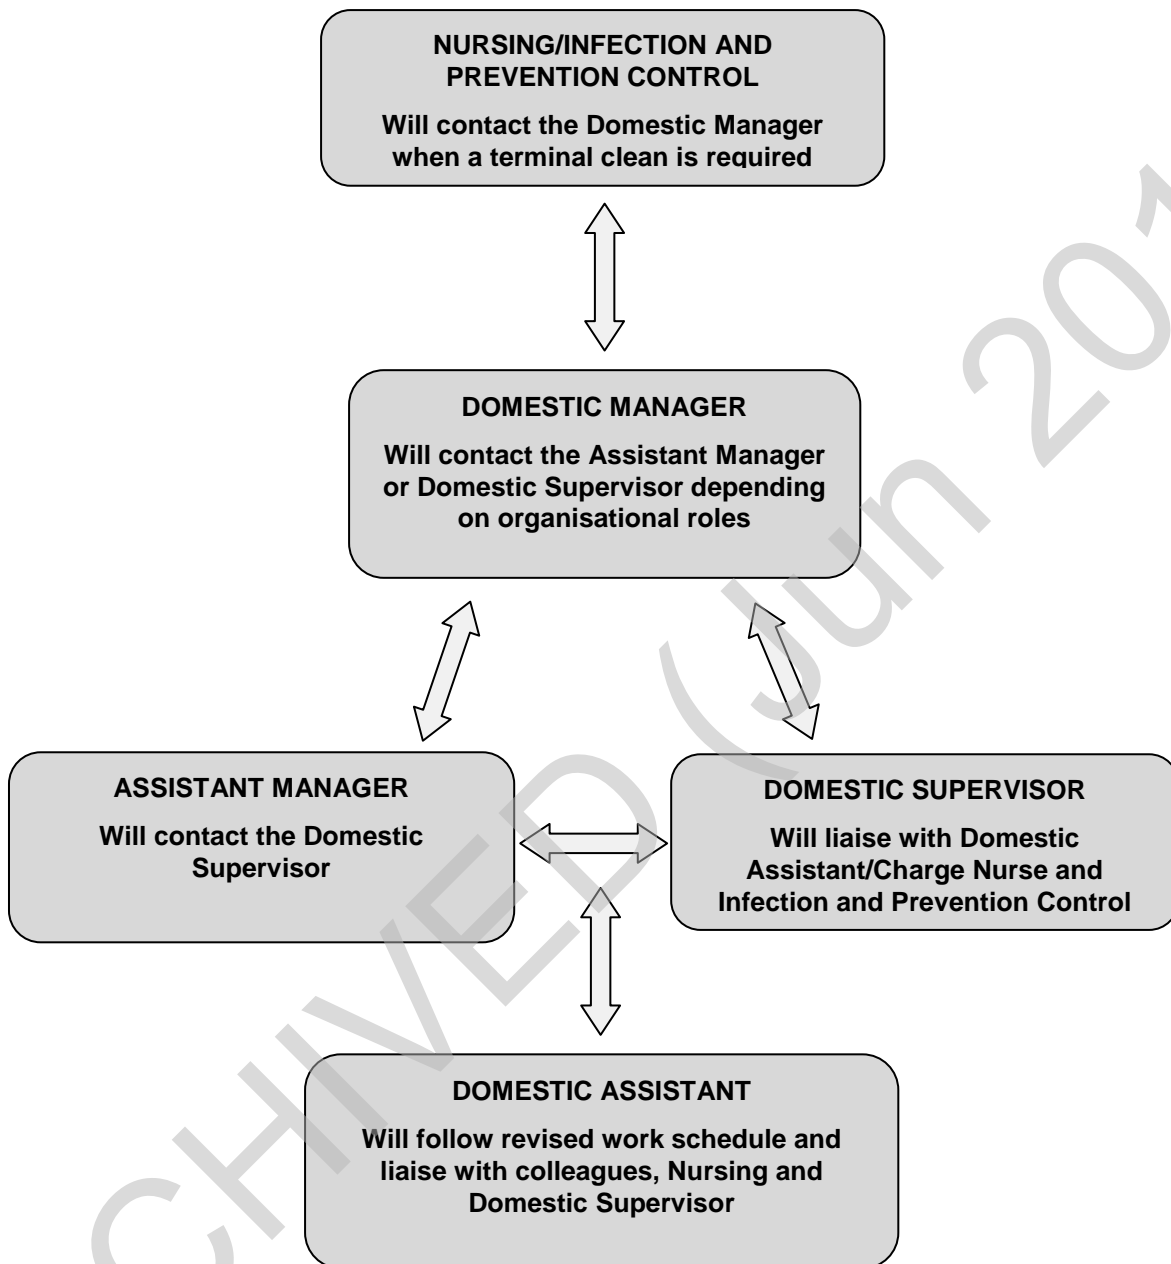 NURSING/INFECTION AND
PREVENTION CONTROL
Will contact the Domestic Manager
when a terminal clean is required
DOMESTIC MANAGER
Will contact the Assistant Manager
or Domestic Supervisor depending
on organisational roles
ASSISTANT MANAGER
Will contact the Domestic
Supervisor
DOMESTIC SUPERVISOR
Will liaise with Domestic
Assistant/Charge Nurse and
Infection and Prevention Control
DOMESTIC ASSISTANT
Will follow revised work schedule and
liaise with colleagues, Nursing and
Domestic Supervisor
CHIVED (Jun 201